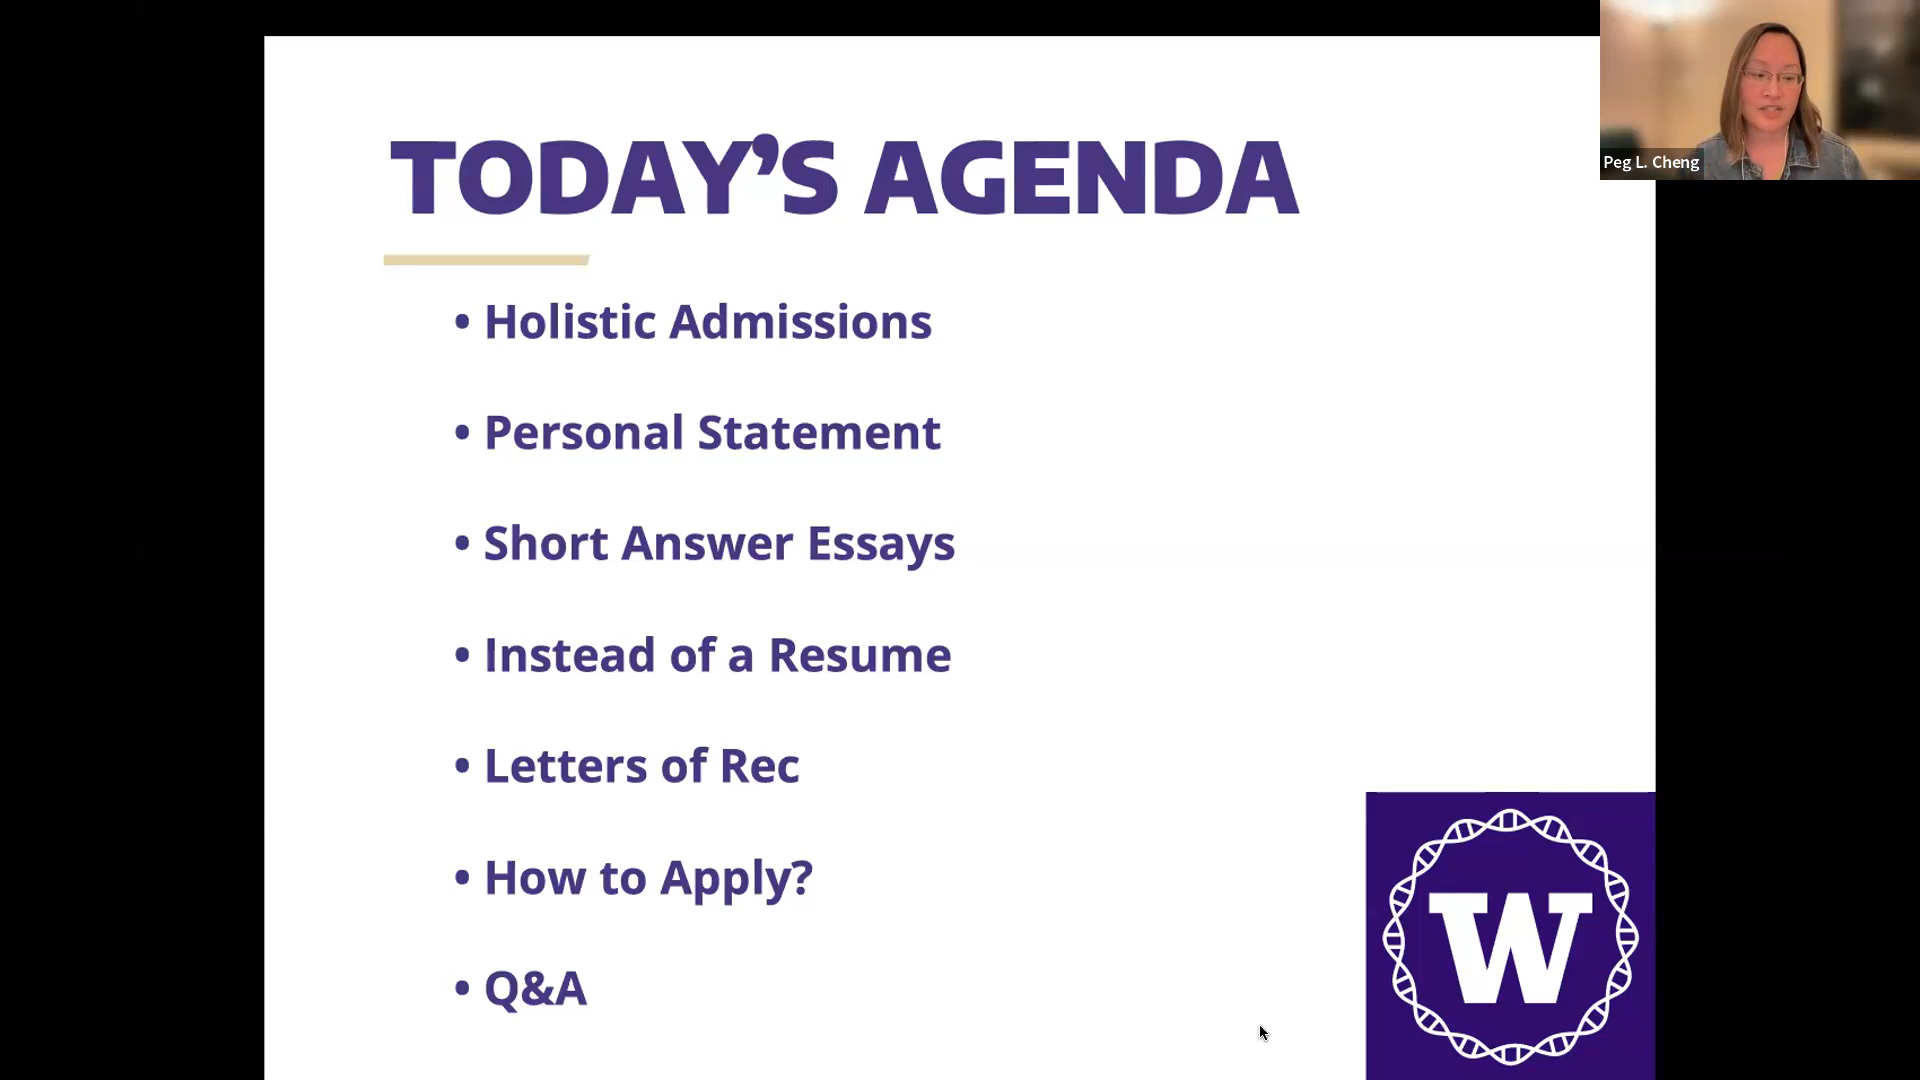 TODAY’S AGENDA
• Holistic Admissions
• Personal Statement
• Short Answer Essays
• Instead of a Resume
• Letters of Rec
• How to Apply?
• Q&A
W
Peg L. Cheng